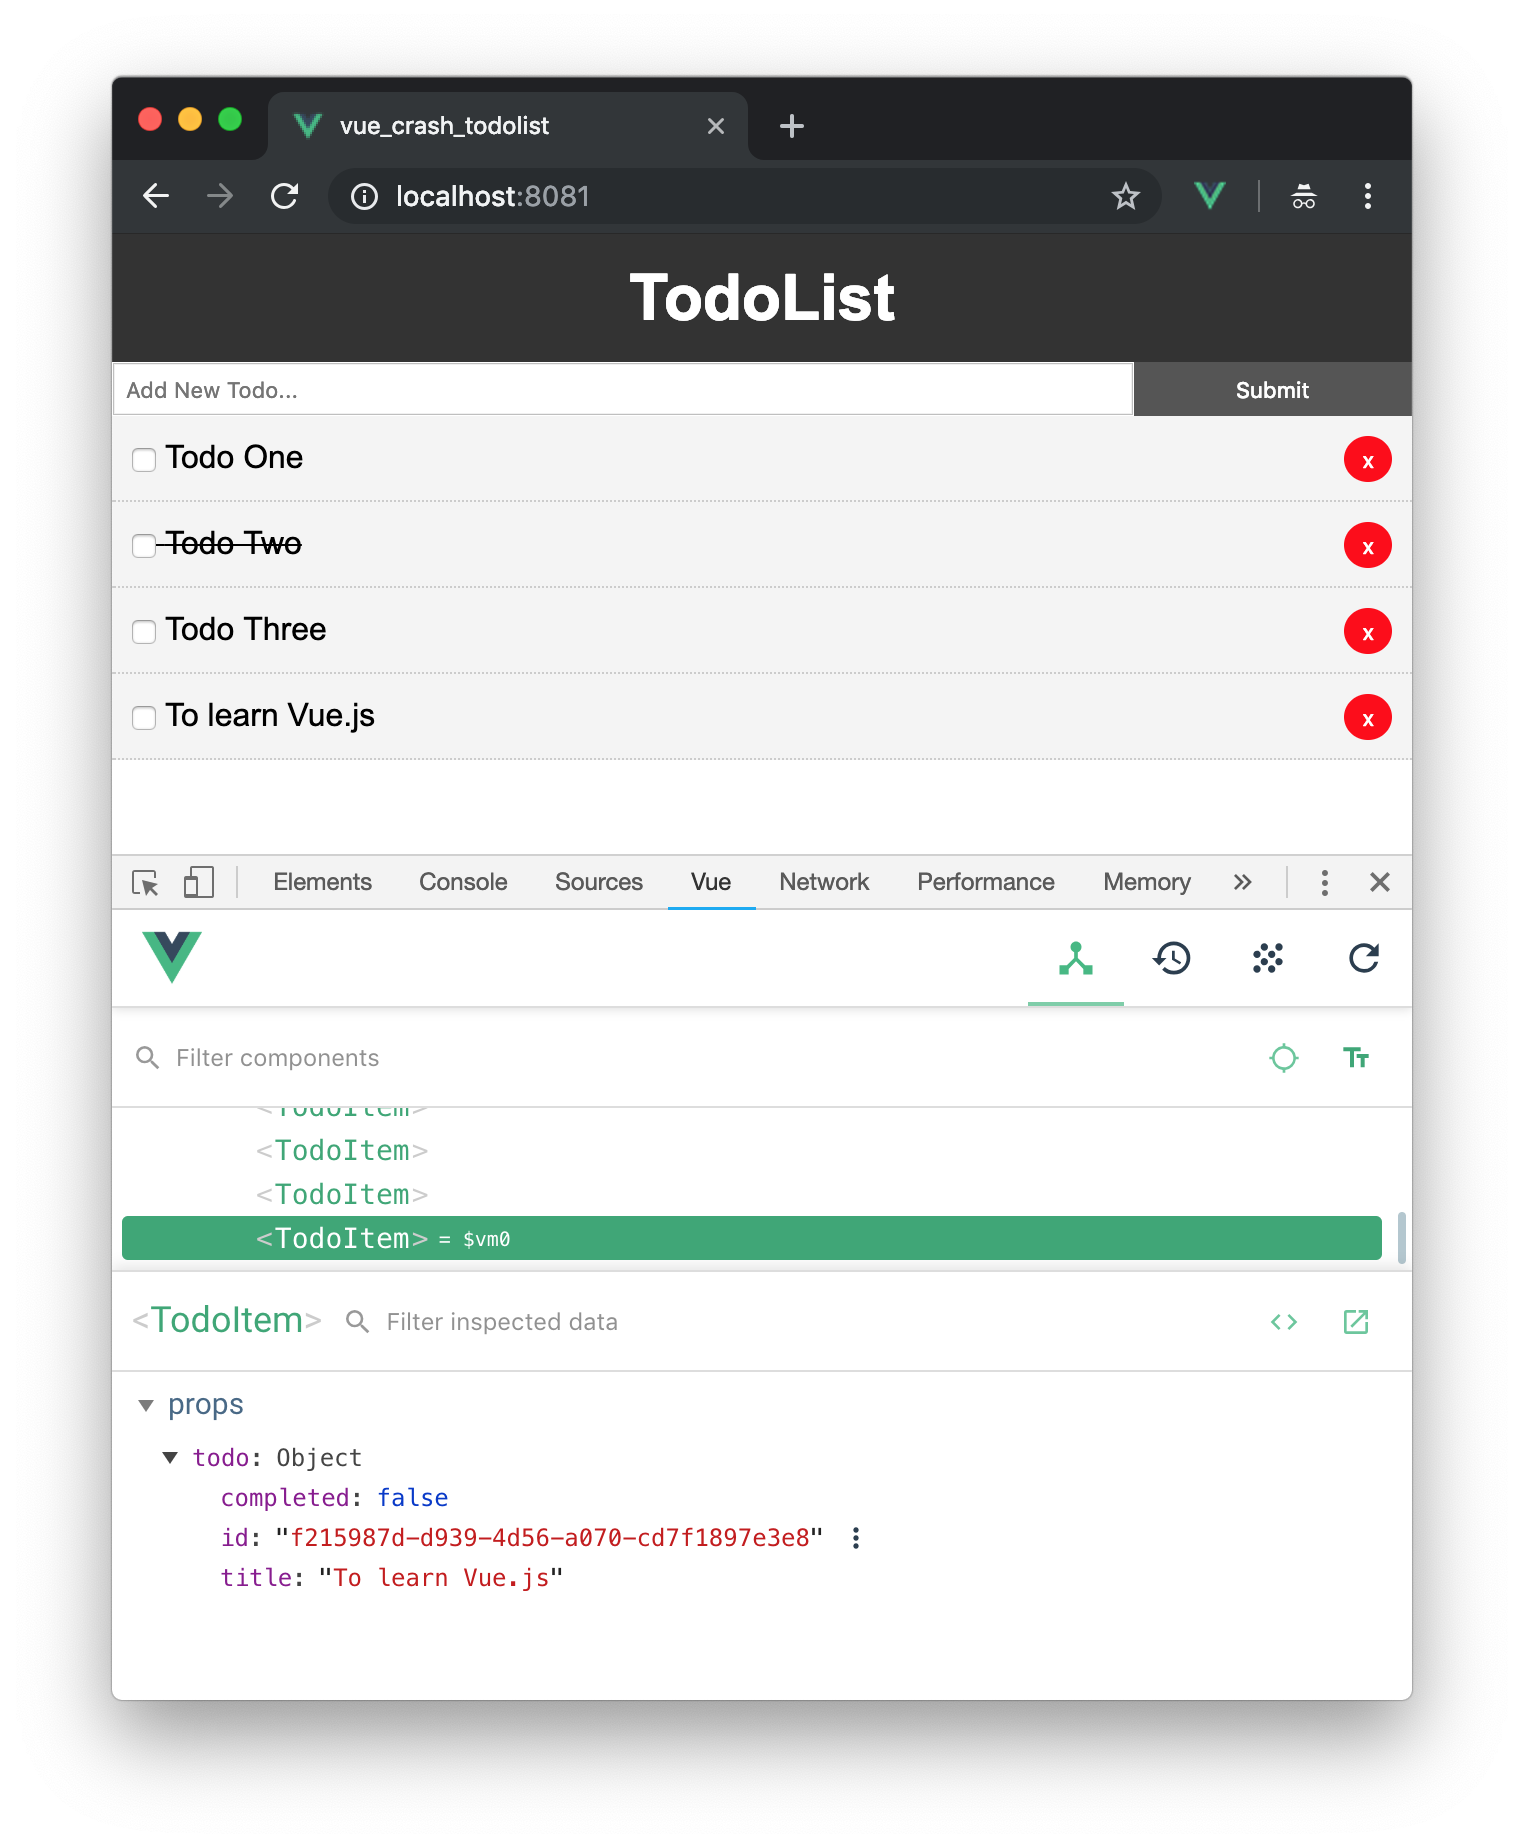 vue_crash_todolist
localhost:8081
TodoList
Add New Todo... Submit
Todo One x
Todo Two x
Todo Three x
To learn Vue.js x
Elements Console Sources Vue Network Performance Memory »
Filter components Tт
<TodoItem>
<TodoItem>
<TodoItem>
<TodoItem> = $vm0
<TodoItem> Filter inspected data <>
props
todo: Object
completed: false
id: "f215987d-d939-4d56-a070-cd7f1897e3e8"
title: "To learn Vue.js"